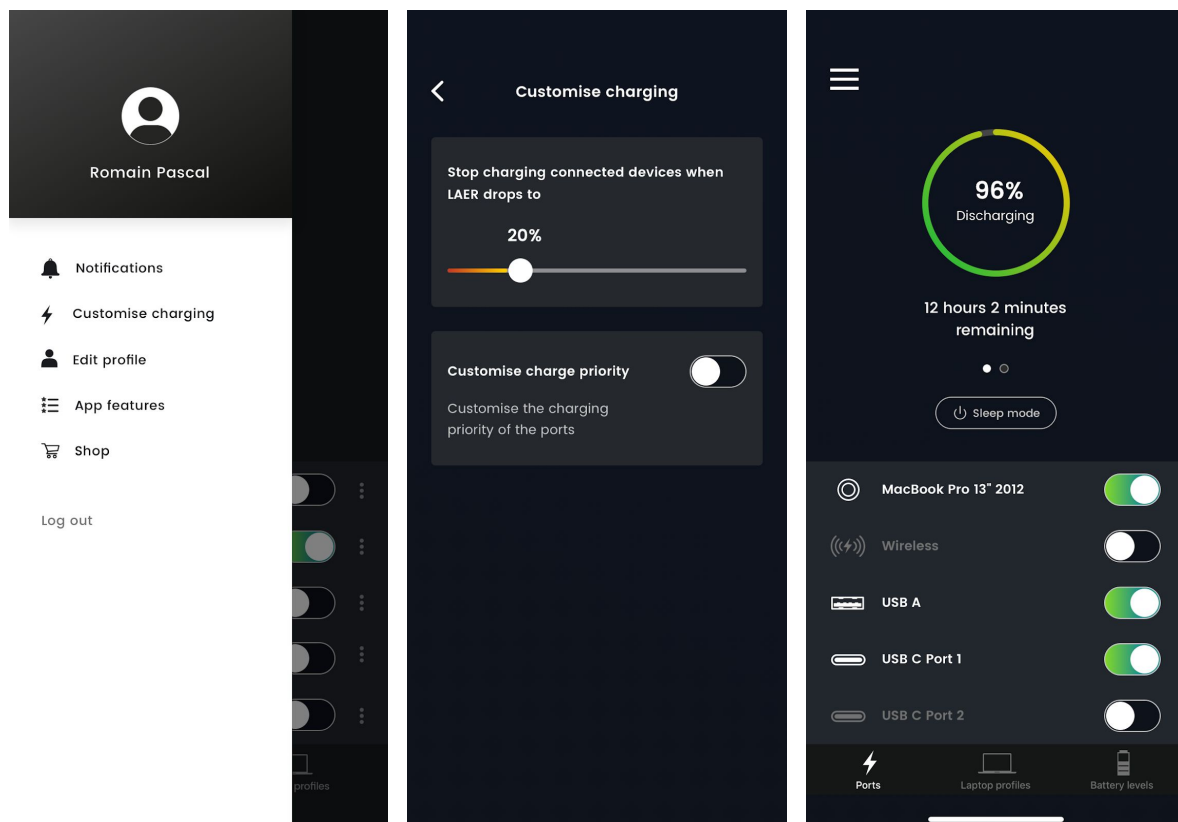 Romain Pascal
Notifications
Customise charging
Edit profile
App features
Shop
Log out
profiles
Customise charging
Stop charging connected devices when
LAER drops to
20%
Customise charge priority
Customise the charging
priority of the ports
96%
Discharging
12 hours 2 minutes
remaining
Sleep mode
MacBook Pro 13" 2012
Wireless
USB A
USB C Port 1
USB C Port 2
Ports
Laptop profiles
Battery levels